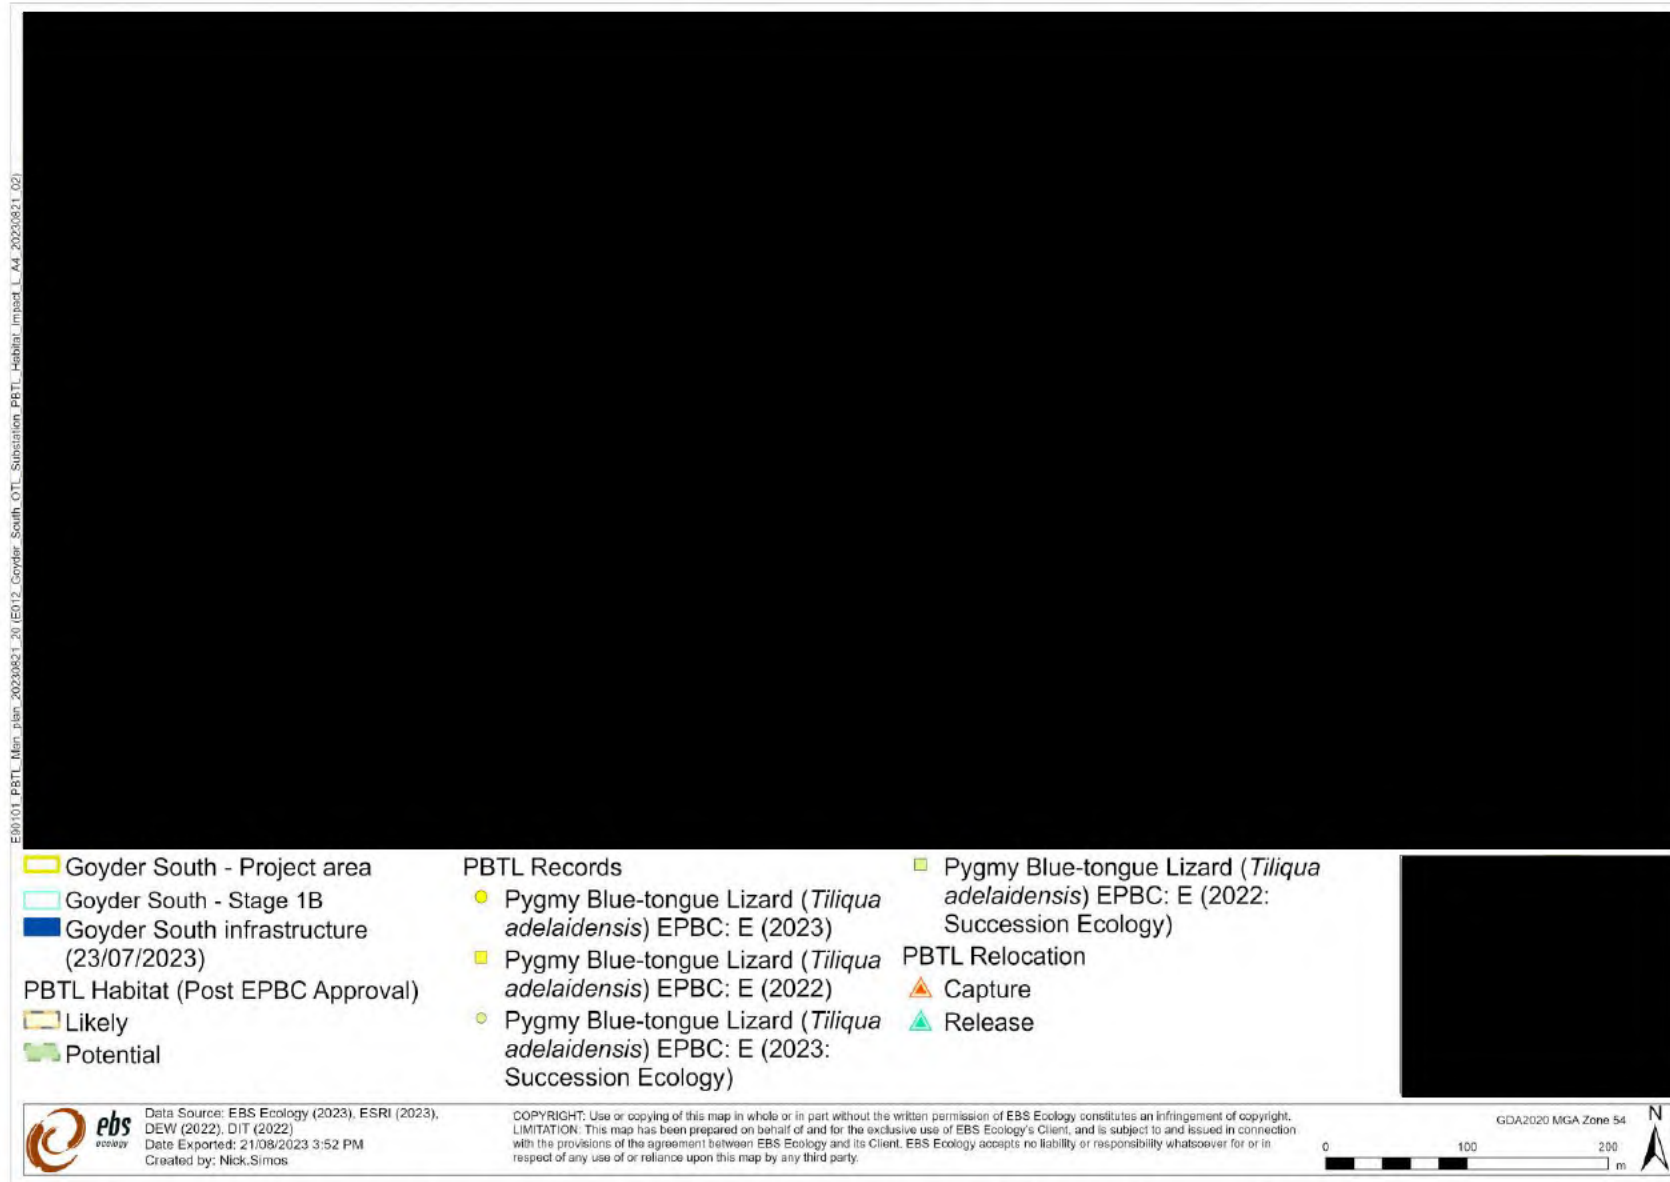 E90101_PBTL_Man_plan_20230821_20 (E012_Goyder_South_OTL_Substation_PBTL_Habitat_Impact_L_A4_20230821_02)
Goyder South - Project area
Goyder South - Stage 1B
Goyder South infrastructure
(23/07/2023)
PBTL Habitat (Post EPBC Approval)
Likely
Potential
PBTL Records
Pygmy Blue-tongue Lizard (Tiliqua
adelaidensis) EPBC: E (2023)
Pygmy Blue-tongue Lizard (Tiliqua
adelaidensis) EPBC: E (2022)
Pygmy Blue-tongue Lizard (Tiliqua
adelaidensis) EPBC: E (2023:
Succession Ecology)
Pygmy Blue-tongue Lizard (Tiliqua
adelaidensis) EPBC: E (2022:
Succession Ecology)
PBTL Relocation
Capture
Release
ebs
ecology
Data Source: EBS Ecology (2023), ESRI (2023),
DEW (2022), DIT (2022)
Date Exported: 21/08/2023 3:52 PM
Created by: Nick.Simos
COPYRIGHT: Use or copying of this map in whole or in part without the written permission of EBS Ecology constitutes an infringement of copyright.
LIMITATION: This map has been prepared on behalf of and for the exclusive use of EBS Ecology's Client, and is subject to and issued in connection
with the provisions of the agreement between EBS Ecology and its Client. EBS Ecology accepts no liability or responsibility whatsoever for or in
respect of any use of or reliance upon this map by any third party.
GDA2020 MGA Zone 54
N
0 100 200
m